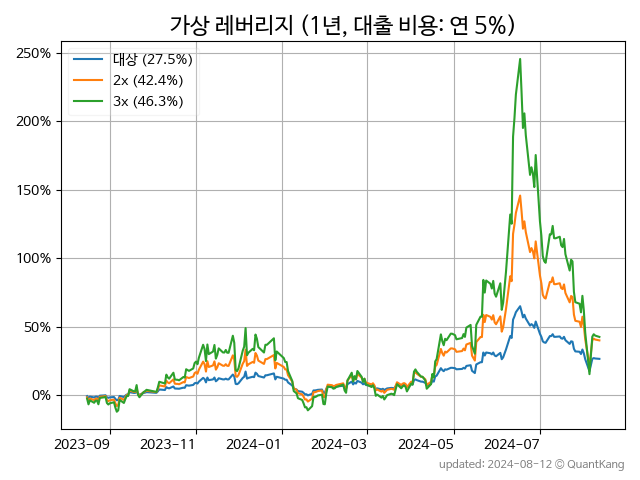 가상 레버리지 (1년, 대출 비용: 연 5%)
250%
200%
150%
100%
50%
0%
대상 (27.5%)
2x (42.4%)
3x (46.3%)
2023-09
2023-11
2024-01
2024-03
2024-05
2024-07
updated: 2024-08-12 © QuantKang